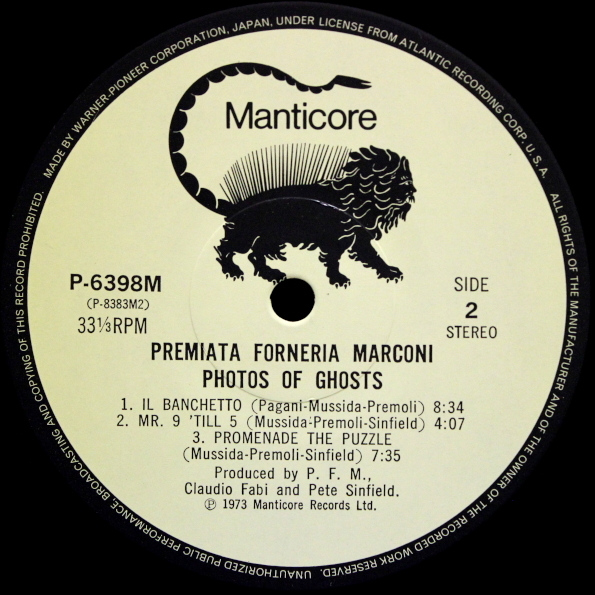 MADE BY WARNER-PIONEER CORPORATION, JAPAN, UNDER LICENSE FROM ATLANTIC RECORDING CORP. U.S.A. ALL RIGHTS OF THE MANUFACTURER AND OF THE OWNER OF THE RECORDED WORK RESERVED. UNAUTHORIZED PUBLIC PERFORMANCE, BROADCASTING AND COPYING OF THIS RECORD PROHIBITED.
Manticore
P-6398M
(P-8383M2)
33⅓RPM
SIDE
2
STEREO
PREMIATA FORNERIA MARCONI
PHOTOS OF GHOSTS
1. IL BANCHETTO (Pagani-Mussida-Premoli) 8:34
2. MR. 9 'TILL 5 (Mussida-Premoli-Sinfield) 4:07
3. PROMENADE THE PUZZLE
(Mussida-Premoli-Sinfield) 7:35
Produced by P. F. M.,
Claudio Fabi and Pete Sinfield.
℗ 1973 Manticore Records Ltd.